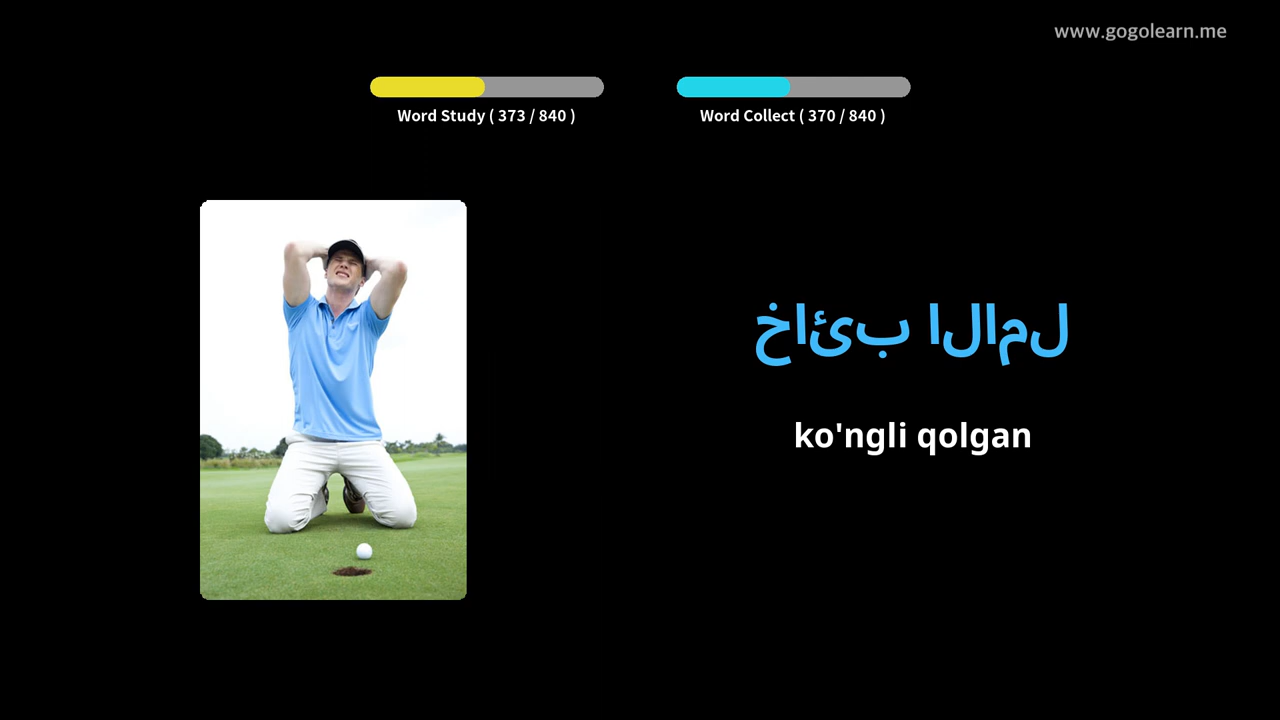 www.gogolearn.me
Word Study ( 373 / 840 )
Word Collect ( 370 / 840 )
خائب الامل
ko'ngli qolgan